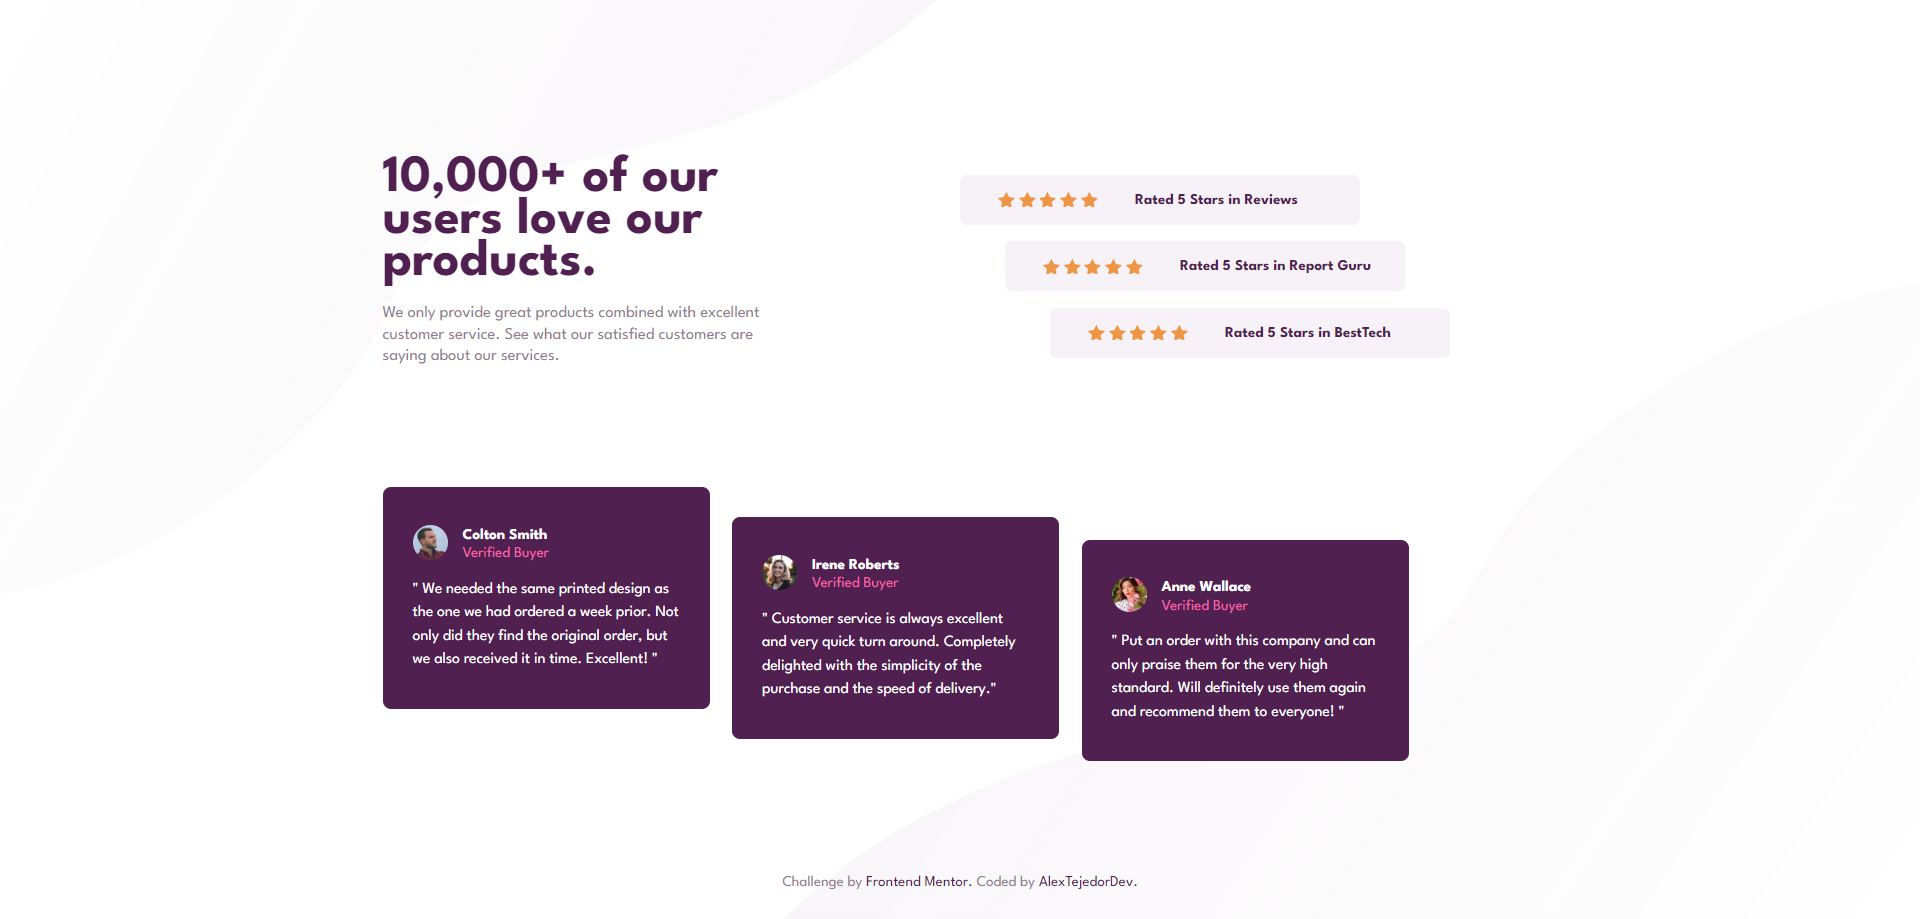 10,000+ of our
users love our
products.
We only provide great products combined with excellent
customer service. See what our satisfied customers are
saying about our services.
Rated 5 Stars in Reviews
Rated 5 Stars in Report Guru
Rated 5 Stars in BestTech
Colton Smith
Verified Buyer
" We needed the same printed design as
the one we had ordered a week prior. Not
only did they find the original order, but
we also received it in time. Excellent! "
Irene Roberts
Verified Buyer
" Customer service is always excellent
and very quick turn around. Completely
delighted with the simplicity of the
purchase and the speed of delivery."
Anne Wallace
Verified Buyer
" Put an order with this company and can
only praise them for the very high
standard. Will definitely use them again
and recommend them to everyone! "
Challenge by Frontend Mentor. Coded by AlexTejedorDev.